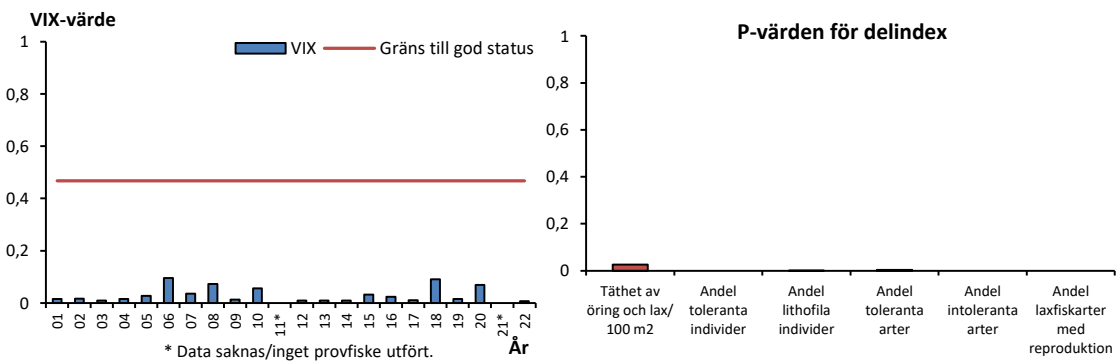 VIX-värde
1
0,8
0,6
0,4
0,2
0
VIX
Gräns till god status
01 02 03 04 05 06 07 08 09 10 11* 12 13 14 15 16 17 18 19 20 21* 22
* Data saknas/inget provfiske utfört.
År
P-värden för delindex
1
0,8
0,6
0,4
0,2
0
Täthet av
öring och lax/
100 m2
Andel
toleranta
individer
Andel
lithofila
individer
Andel
toleranta
arter
Andel
intoleranta
arter
Andel
laxfiskarter
med
reproduktion